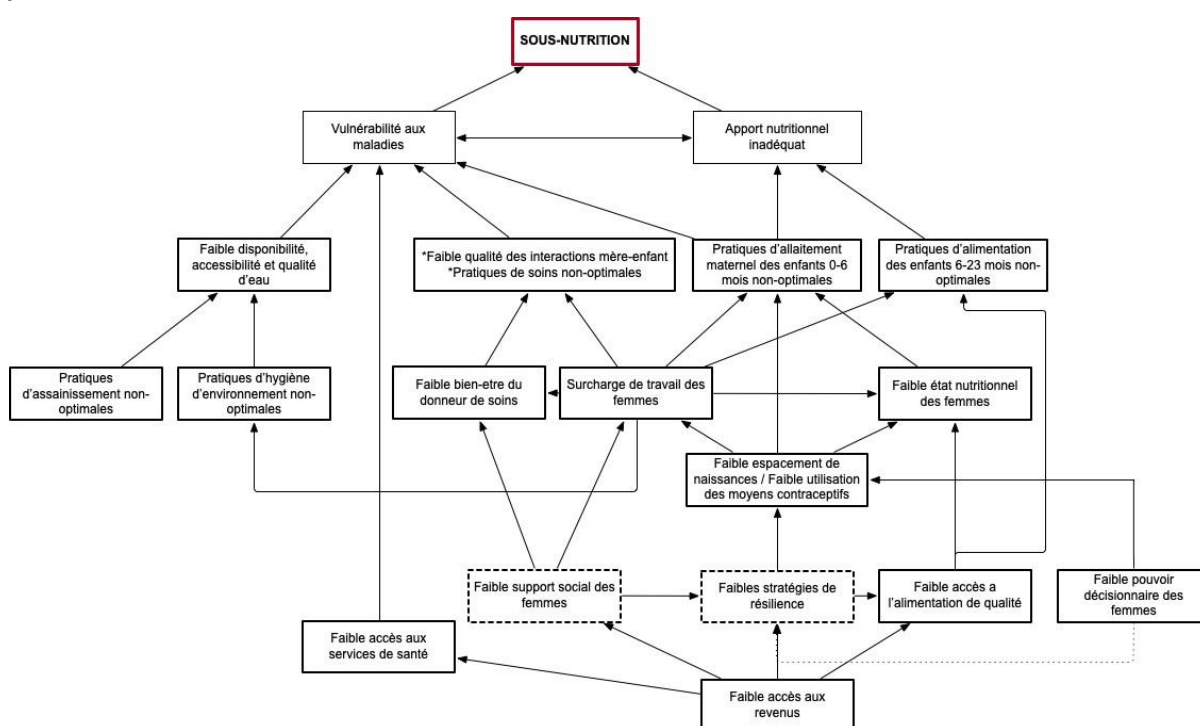 SOUS-NUTRITION
Vulnérabilité aux
maladies
Apport nutritionnel
inadéquat
Faible disponibilité,
accessibilité et qualité
d'eau
*Faible qualité des interactions mère-enfant
*Pratiques de soins non-optimales
Pratiques d'allaitement
maternel des enfants 0-6
mois non-optimales
Pratiques d'alimentation
des enfants 6-23 mois non-
optimales
Pratiques
d'assainissement non-
optimales
Pratiques d'hygiène
d'environnement non-
optimales
Faible bien-etre du
donneur de soins
Surcharge de travail des
femmes
Faible état nutritionnel
des femmes
Faible espacement de
naissances / Faible utilisation
des moyens contraceptifs
Faible support social des
femmes
Faibles stratégies de
résilience
Faible accès a
l'alimentation de qualité
Faible pouvoir
décisionnaire des
femmes
Faible accès aux
services de santé
Faible accès aux
revenus